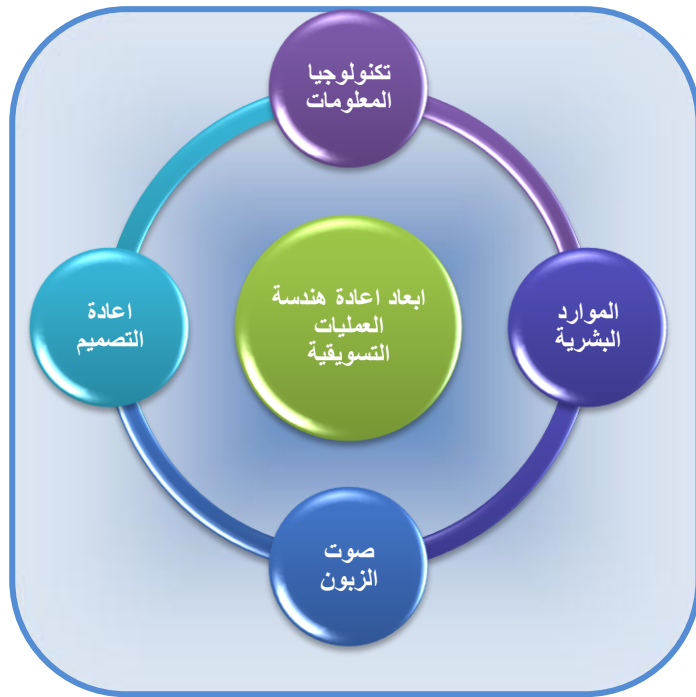 تكنولوجيا
المعلومات
الموارد
البشرية
ابعاد اعادة هندسة
العمليات
التسويقية
اعادة
التصميم
صوت
الزبون